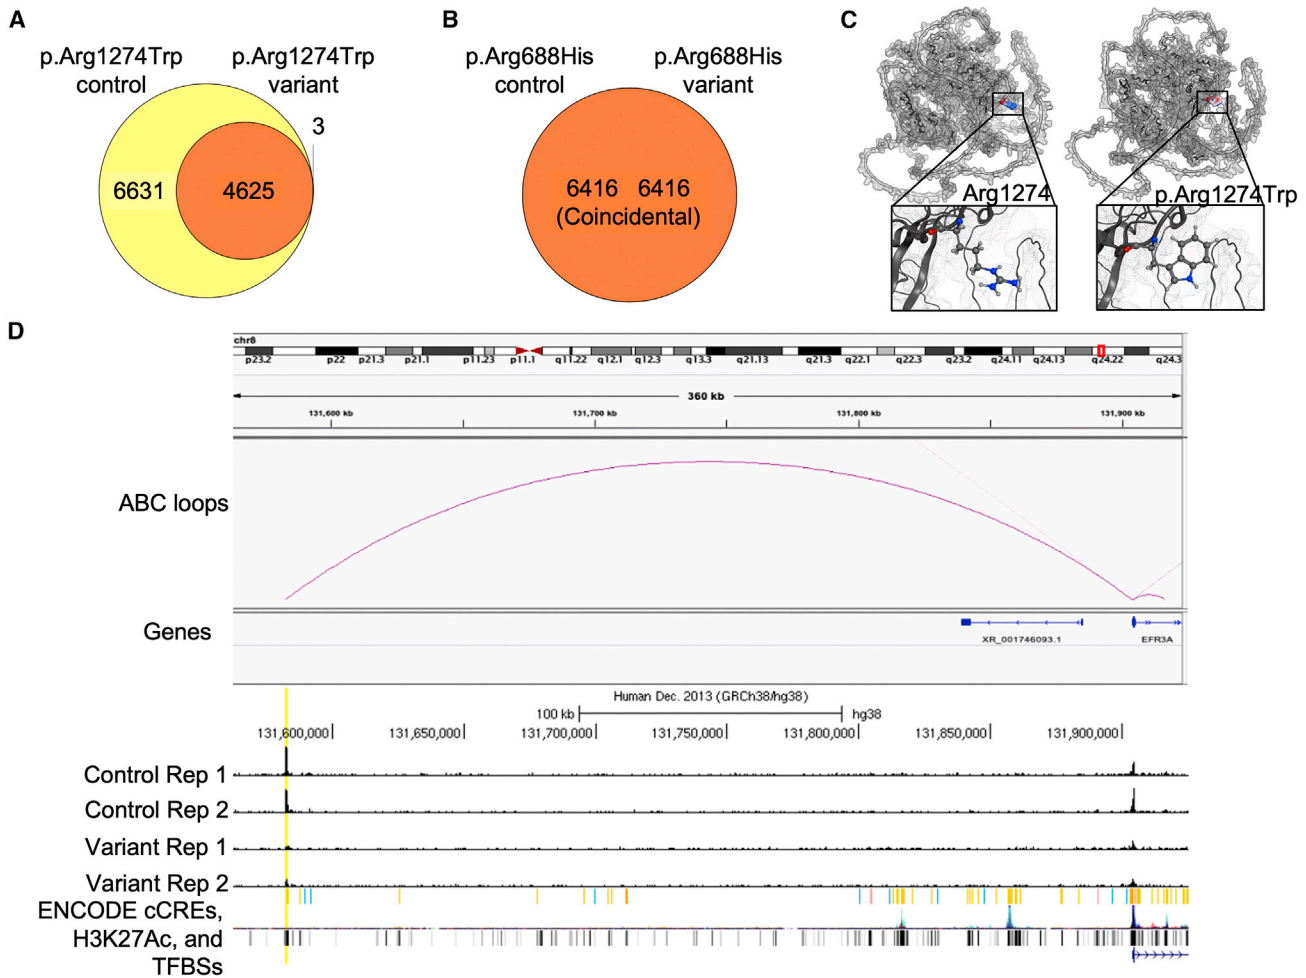 A
p.Arg1274Trp control
p.Arg1274Trp variant
3
6631
4625
B
p.Arg688His control
p.Arg688His variant
6416 6416
(Coincidental)
C
Arg1274
p.Arg1274Trp
D
chr8
p23.2 p22 p21.3 p21.1 p11.23 p11.1 q11.22 q12.1 q12.3 q13.3 q21.13 q21.3 q22.1 q22.3 q23.2 q24.11 q24.13 q24.22 q24.3
360 kb
131,600 kb 131,700 kb 131,800 kb 131,900 kb
ABC loops
Genes
XR_001746093.1 EFR3A
Human Dec. 2013 (GRCh38/hg38)
100 kb hg38
131,600,000 131,650,000 131,700,000 131,750,000 131,800,000 131,850,000 131,900,000
Control Rep 1
Control Rep 2
Variant Rep 1
Variant Rep 2
ENCODE cCREs,
H3K27Ac, and
TFBSs